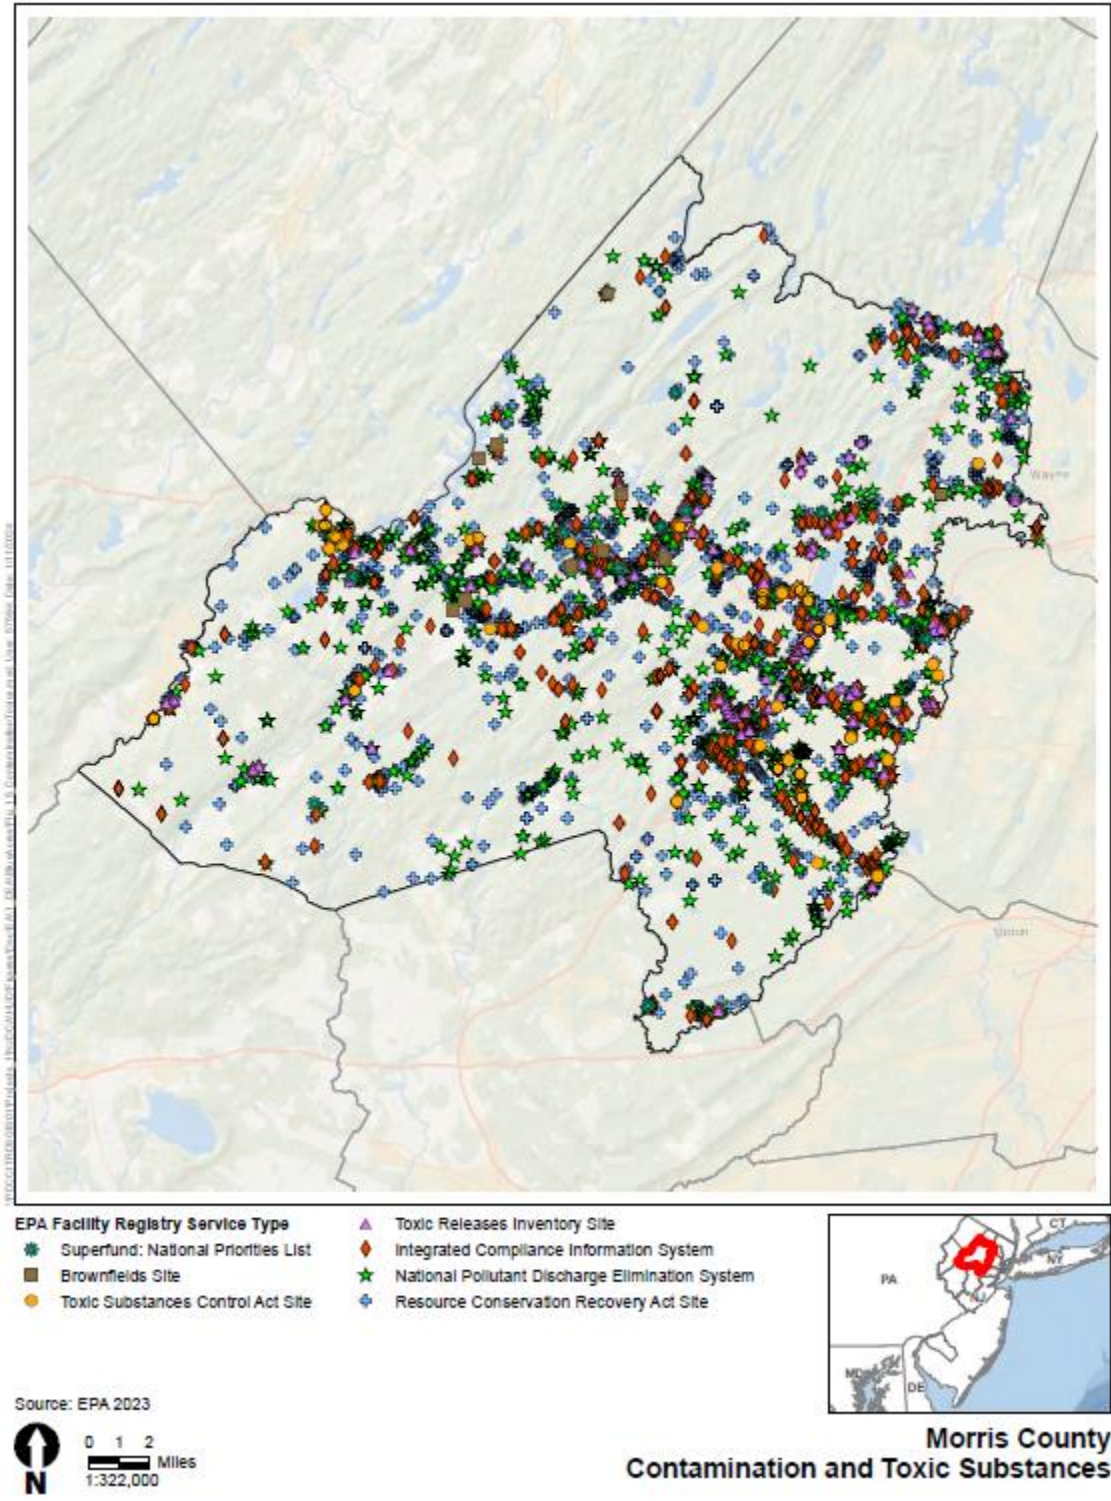 Wayne
Union
EPA Facility Registry Service Type
Superfund: National Priorities List
Brownfields Site
Toxic Substances Control Act Site
Toxic Releases Inventory Site
Integrated Compliance Information System
National Pollutant Discharge Elimination System
Resource Conservation Recovery Act Site
CT
NY
PA
NJ
MD
DE
Source: EPA 2023
0 1 2
Miles
1:322,000
N
Morris County
Contamination and Toxic Substances